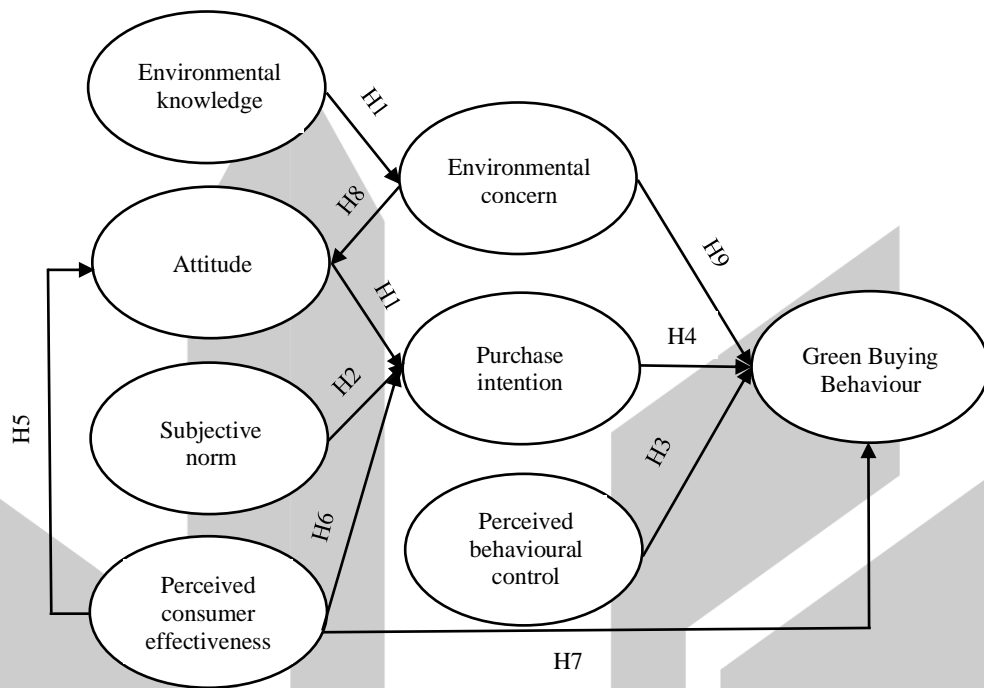 Environmental
knowledge
H1
Environmental
concern
H8
H9
Attitude
H1
Purchase
intention
H4
Green Buying
Behaviour
H2
Subjective
norm
H5
H3
H6
Perceived
behavioural
control
Perceived
consumer
effectiveness
H7